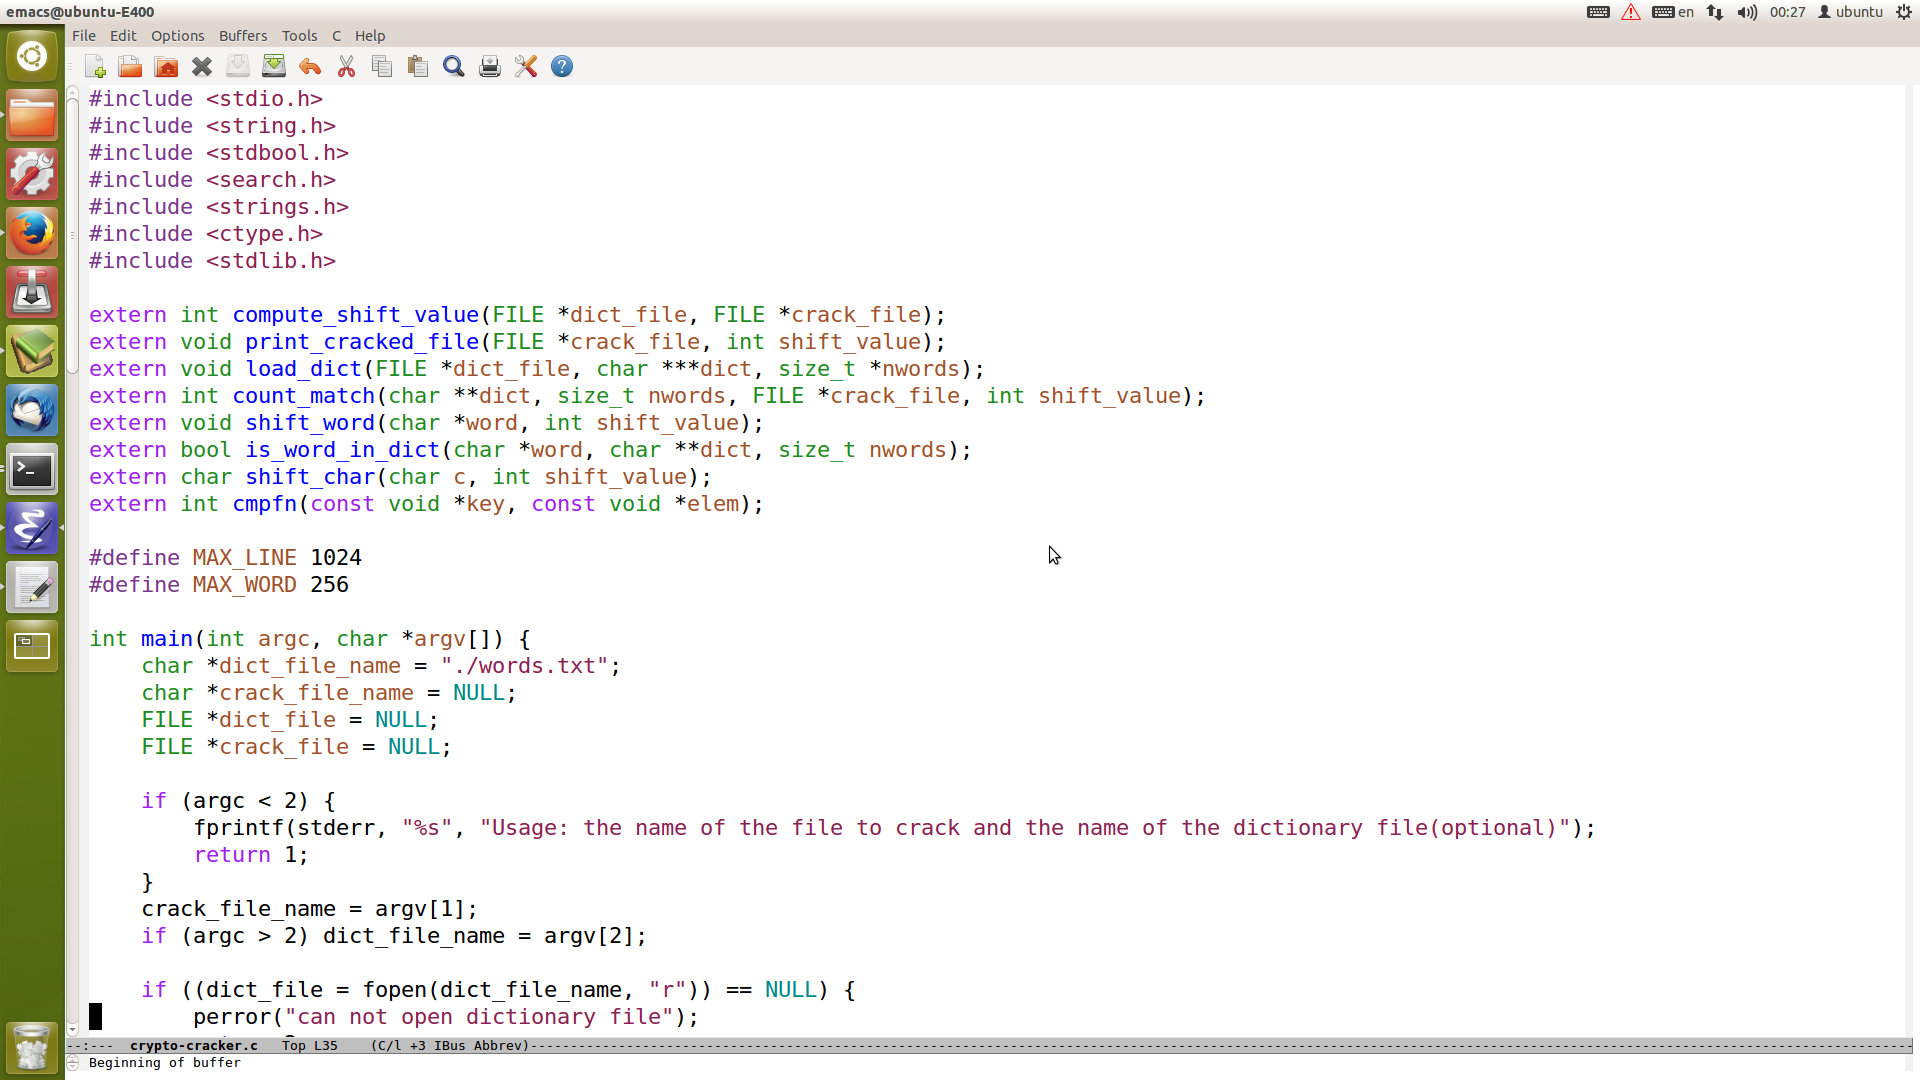 emacs@ubuntu-E400
en 00:27 ubuntu
File Edit Options Buffers Tools C Help
#include <stdio.h>
#include <string.h>
#include <stdbool.h>
#include <search.h>
#include <strings.h>
#include <ctype.h>
#include <stdlib.h>
extern int compute_shift_value(FILE *dict_file, FILE *crack_file);
extern void print_cracked_file(FILE *crack_file, int shift_value);
extern void load_dict(FILE *dict_file, char ***dict, size_t *nwords);
extern int count_match(char **dict, size_t nwords, FILE *crack_file, int shift_value);
extern void shift_word(char *word, int shift_value);
extern bool is_word_in_dict(char *word, char **dict, size_t nwords);
extern char shift_char(char c, int shift_value);
extern int cmpfn(const void *key, const void *elem);
#define MAX_LINE 1024
#define MAX_WORD 256
int main(int argc, char *argv[]) {
    char *dict_file_name = "./words.txt";
    char *crack_file_name = NULL;
    FILE *dict_file = NULL;
    FILE *crack_file = NULL;
    if (argc < 2) {
        fprintf(stderr, "%s", "Usage: the name of the file to crack and the name of the dictionary file(optional)");
        return 1;
    }
    crack_file_name = argv[1];
    if (argc > 2) dict_file_name = argv[2];
    if ((dict_file = fopen(dict_file_name, "r")) == NULL) {
        perror("can not open dictionary file");
--:--- crypto-cracker.c Top L35 (C/l +3 IBus Abbrev)
Beginning of buffer